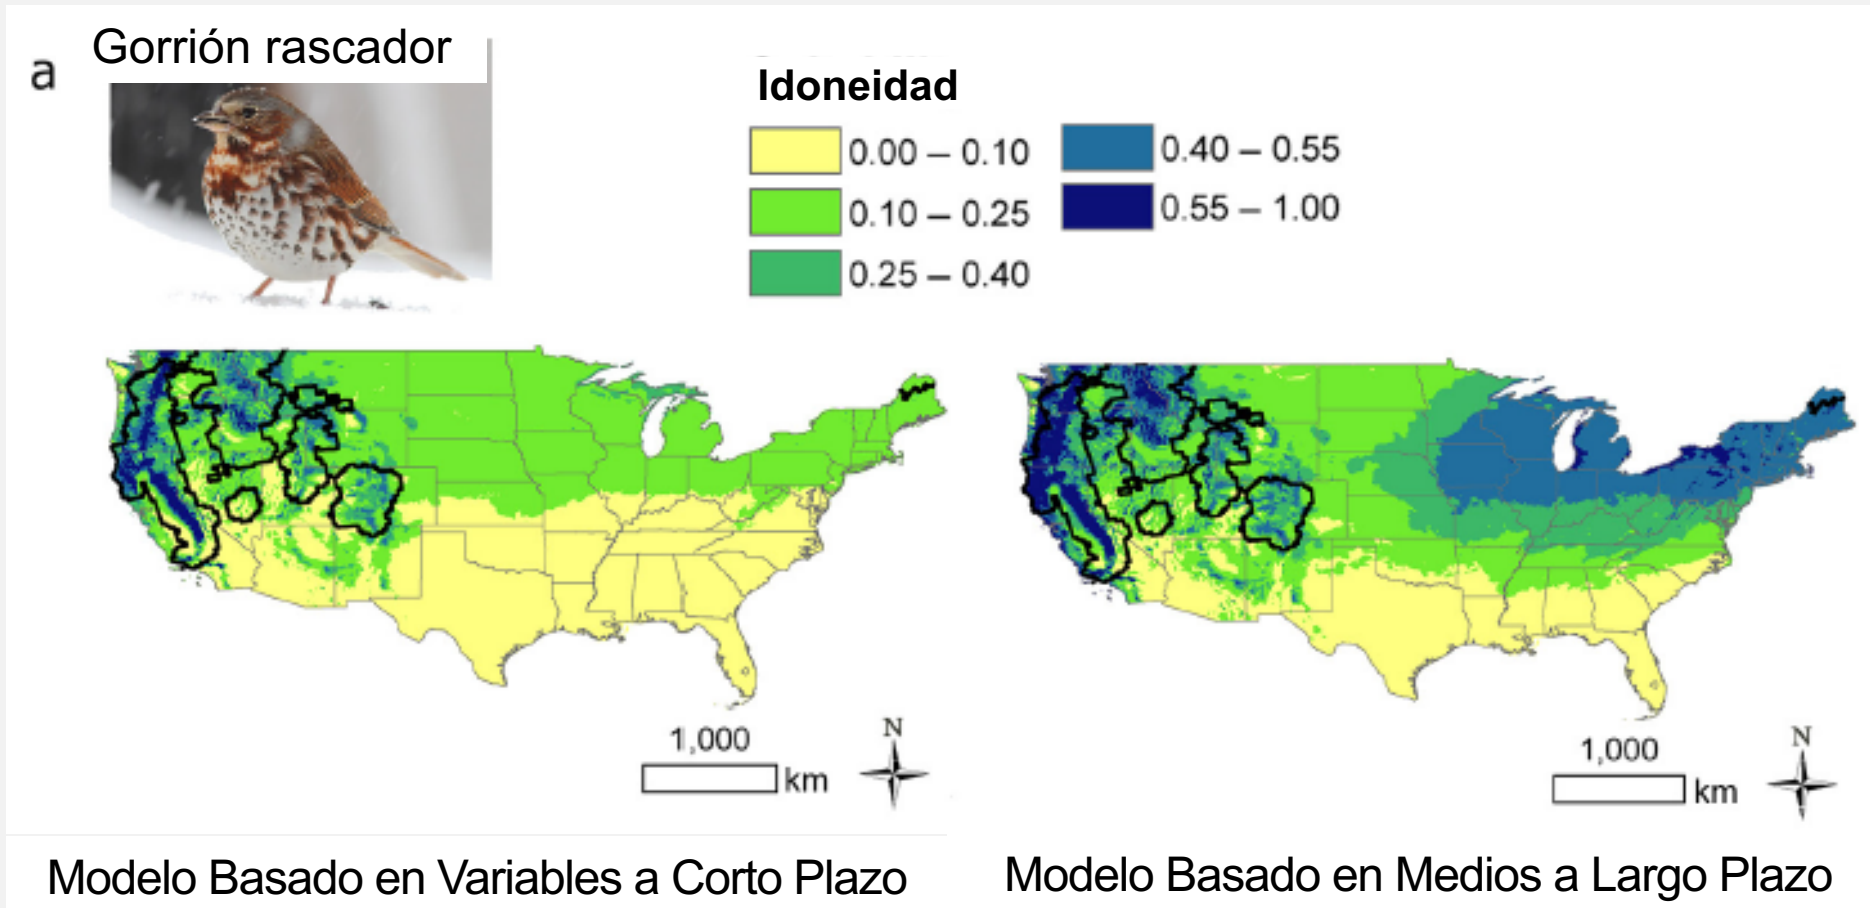 a
Gorrión rascador
Idoneidad
0.00 – 0.10
0.40 – 0.55
0.10 – 0.25
0.55 – 1.00
0.25 – 0.40
1,000
km
N
1,000
km
N
Modelo Basado en Variables a Corto Plazo
Modelo Basado en Medios a Largo Plazo